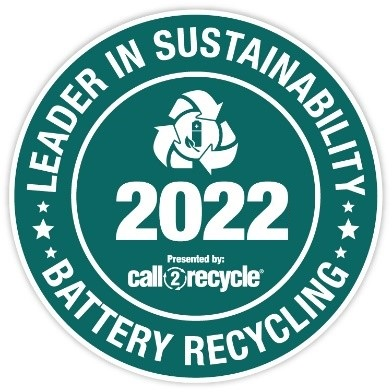 LEADER IN SUSTAINABILITY
2022
Presented by:
call2recycle®
BATTERY RECYCLING